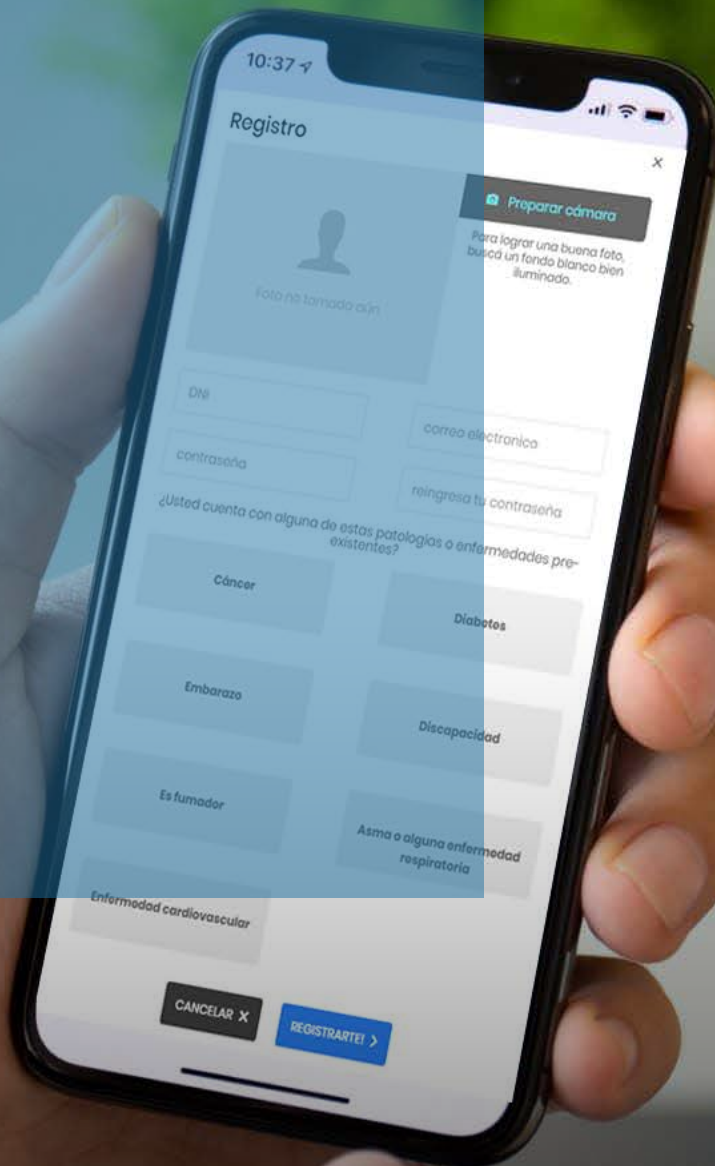 10:37
Registro
×
Preparar cámara
Para lograr una buena foto,
buscá un fondo blanco bien
iluminado.
Foto no tomada aún
DNI
correo electronico
contraseña
reingresa tu contraseña
¿Usted cuenta con alguna de estas patologias o enfermedades pre-
existentes?
Cáncer
Diabetes
Embarazo
Discapacidad
Es fumador
Asma o alguna enfermedad
respiratoria
Enfermedad cardiovascular
CANCELAR X
REGISTRARTE! >